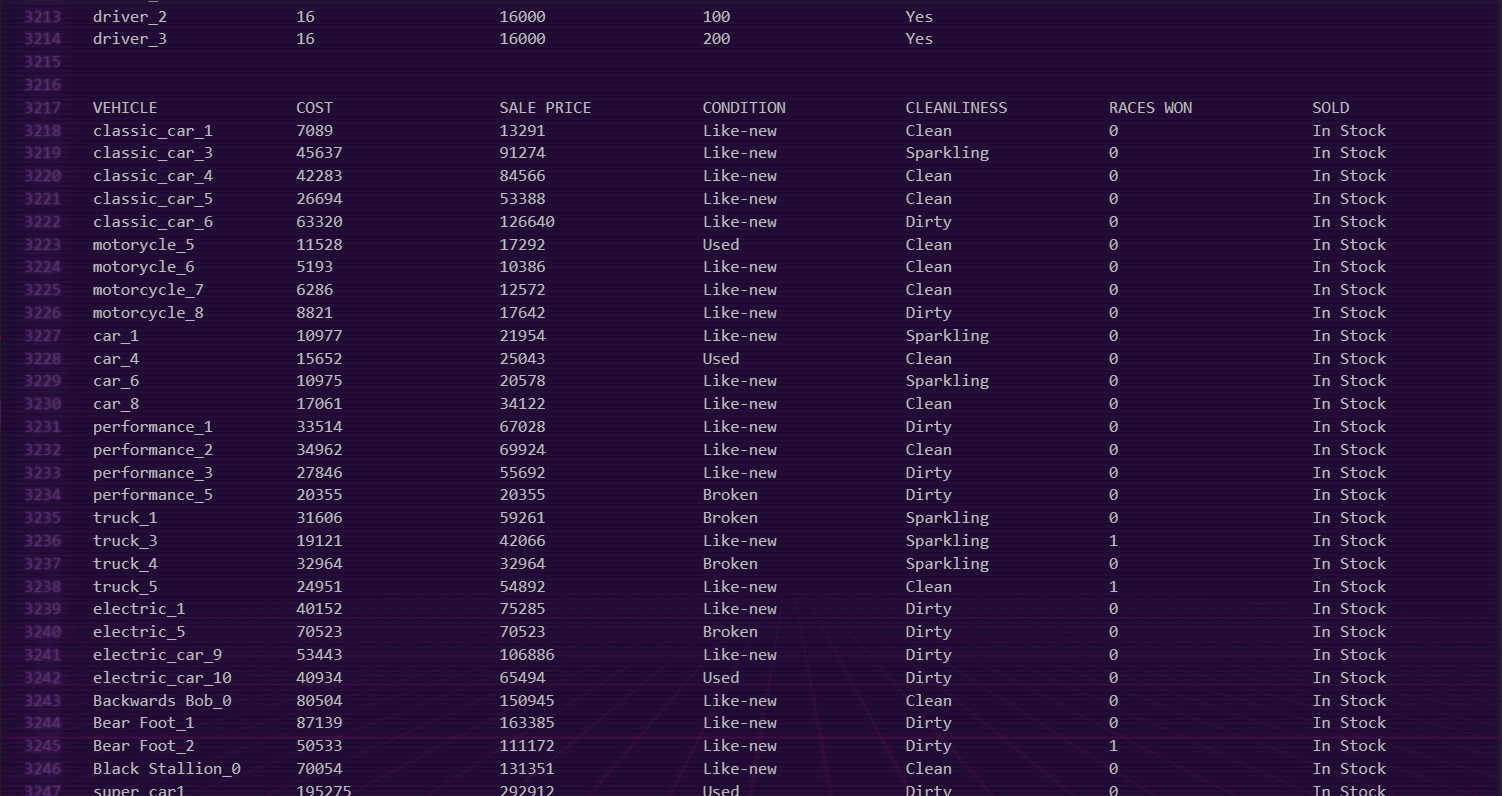 3213 driver_2 16 16000 100 Yes
3214 driver_3 16 16000 200 Yes
3215
3216
3217 VEHICLE COST SALE PRICE CONDITION CLEANLINESS RACES WON SOLD
3218 classic_car_1 7089 13291 Like-new Clean 0 In Stock
3219 classic_car_3 45637 91274 Like-new Sparkling 0 In Stock
3220 classic_car_4 42283 84566 Like-new Clean 0 In Stock
3221 classic_car_5 26694 53388 Like-new Clean 0 In Stock
3222 classic_car_6 63320 126640 Like-new Dirty 0 In Stock
3223 motorycle_5 11528 17292 Used Clean 0 In Stock
3224 motorycle_6 5193 10386 Like-new Clean 0 In Stock
3225 motorcycle_7 6286 12572 Like-new Clean 0 In Stock
3226 motorcycle_8 8821 17642 Like-new Dirty 0 In Stock
3227 car_1 10977 21954 Like-new Sparkling 0 In Stock
3228 car_4 15652 25043 Used Clean 0 In Stock
3229 car_6 10975 20578 Like-new Sparkling 0 In Stock
3230 car_8 17061 34122 Like-new Clean 0 In Stock
3231 performance_1 33514 67028 Like-new Dirty 0 In Stock
3232 performance_2 34962 69924 Like-new Clean 0 In Stock
3233 performance_3 27846 55692 Like-new Dirty 0 In Stock
3234 performance_5 20355 20355 Broken Dirty 0 In Stock
3235 truck_1 31606 59261 Broken Sparkling 0 In Stock
3236 truck_3 19121 42066 Like-new Sparkling 1 In Stock
3237 truck_4 32964 32964 Broken Sparkling 0 In Stock
3238 truck_5 24951 54892 Like-new Clean 1 In Stock
3239 electric_1 40152 75285 Like-new Dirty 0 In Stock
3240 electric_5 70523 70523 Broken Dirty 0 In Stock
3241 electric_car_9 53443 106886 Like-new Dirty 0 In Stock
3242 electric_car_10 40934 65494 Used Dirty 0 In Stock
3243 Backwards Bob_0 80504 150945 Like-new Clean 0 In Stock
3244 Bear Foot_1 87139 163385 Like-new Dirty 0 In Stock
3245 Bear Foot_2 50533 111172 Like-new Dirty 1 In Stock
3246 Black Stallion_0 70054 131351 Like-new Clean 0 In Stock
3247 super_car1 195275 292912 Used Dirty 0 In Stock